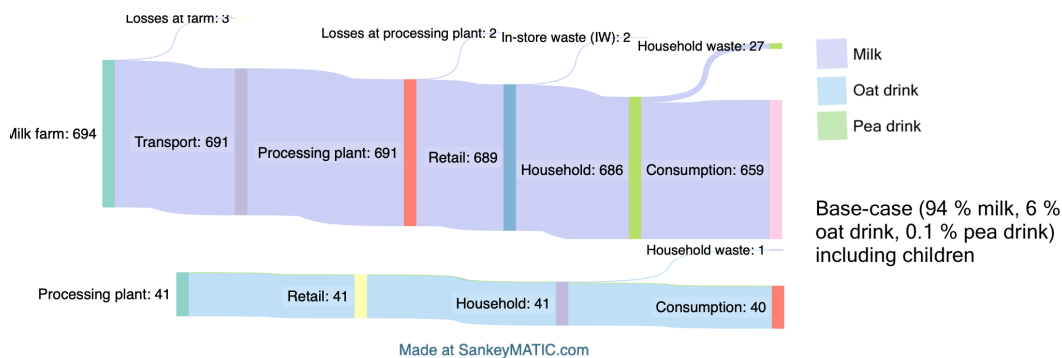 Losses at farm: 3
Losses at processing plant: 2
In-store waste (IW): 2
Household waste: 27
Milk farm: 694
Transport: 691
Processing plant: 691
Retail: 689
Household: 686
Consumption: 659
Household waste: 1
Processing plant: 41
Retail: 41
Household: 41
Consumption: 40
Made at SankeyMATIC.com
Milk
Oat drink
Pea drink
Base-case (94 % milk, 6 %
oat drink, 0.1 % pea drink)
including children